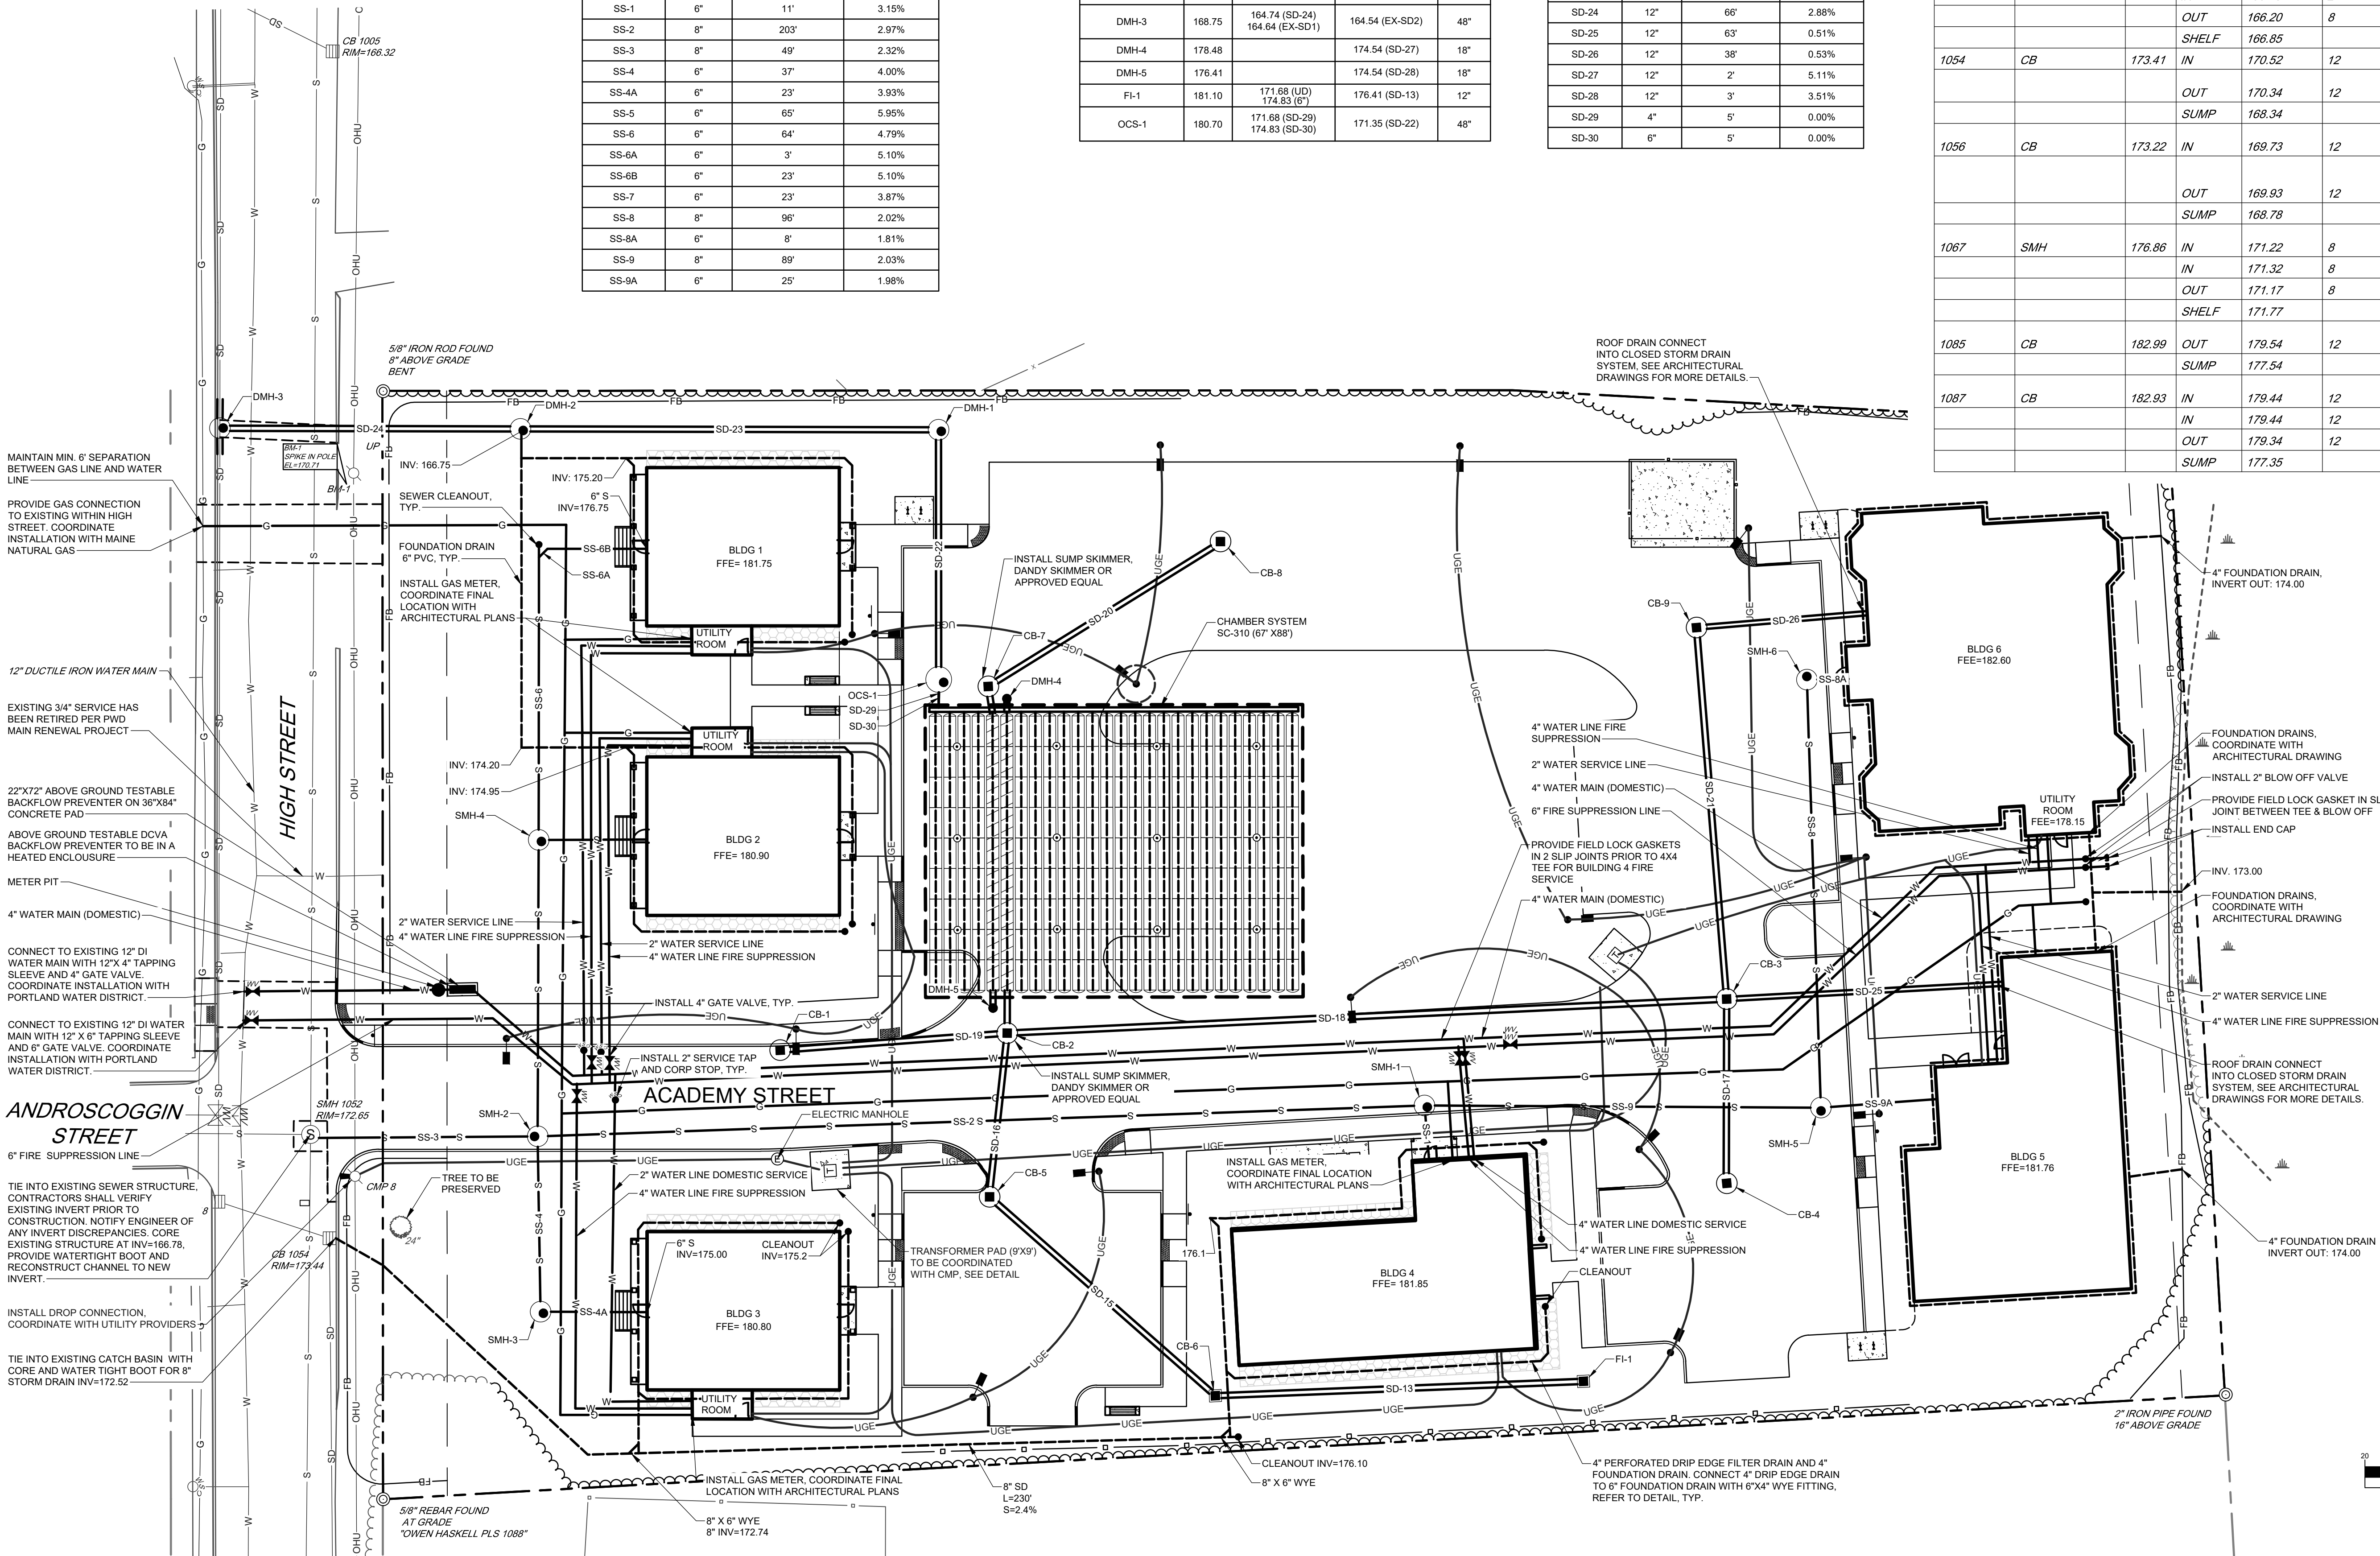 SS-1 6" 11' 3.15%
SS-2 8" 203' 2.97%
SS-3 8" 49' 2.32%
SS-4 6" 37' 4.00%
SS-4A 6" 23' 3.93%
SS-5 6" 65' 5.95%
SS-6 6" 64' 4.79%
SS-6A 6" 3' 5.10%
SS-6B 6" 23' 5.10%
SS-7 6" 23' 3.87%
SS-8 8" 96' 2.02%
SS-8A 6" 8' 1.81%
SS-9 8" 89' 2.03%
SS-9A 6" 25' 1.98%
DMH-3 168.75 164.74 (SD-24) 164.54 (EX-SD2) 48"
164.64 (EX-SD1)
DMH-4 178.48 174.54 (SD-27) 18"
DMH-5 176.41 174.54 (SD-28) 18"
FI-1 181.10 171.68 (UD) 176.41 (SD-13) 12"
174.83 (6")
OCS-1 180.70 171.68 (SD-29) 171.35 (SD-22) 48"
174.83 (SD-30)
SD-24 12" 66' 2.88%
SD-25 12" 63' 0.51%
SD-26 12" 38' 0.53%
SD-27 12" 2' 5.11%
SD-28 12" 3' 3.51%
SD-29 4" 5' 0.00%
SD-30 6" 5' 0.00%
OUT 166.20 8
SHELF 166.85
1054 CB 173.41 IN 170.52 12
OUT 170.34 12
SUMP 168.34
1056 CB 173.22 IN 169.73 12
OUT 169.93 12
SUMP 168.78
1067 SMH 176.86 IN 171.22 8
IN 171.32 8
OUT 171.17 8
SHELF 171.77
1085 CB 182.99 OUT 179.54 12
SUMP 177.54
1087 CB 182.93 IN 179.44 12
IN 179.44 12
OUT 179.34 12
SUMP 177.35
CB 1005
RIM=166.32
5/8" IRON ROD FOUND
8" ABOVE GRADE
BENT
DMH-3
SD-24
DMH-2
SD-23
DMH-1
BM-1
SPIKE IN POLE
EL=170.71
UP
BM-1
MAINTAIN MIN. 6' SEPARATION
BETWEEN GAS LINE AND WATER
LINE
PROVIDE GAS CONNECTION
TO EXISTING WITHIN HIGH
STREET. COORDINATE
INSTALLATION WITH MAINE
NATURAL GAS
12" DUCTILE IRON WATER MAIN
EXISTING 3/4" SERVICE HAS
BEEN RETIRED PER PWD
MAIN RENEWAL PROJECT
22"X72" ABOVE GROUND TESTABLE
BACKFLOW PREVENTER ON 36"X84"
CONCRETE PAD
ABOVE GROUND TESTABLE DCVA
BACKFLOW PREVENTER TO BE IN A
HEATED ENCLOUSURE
METER PIT
4" WATER MAIN (DOMESTIC)
CONNECT TO EXISTING 12" DI
WATER MAIN WITH 12"X 4" TAPPING
SLEEVE AND 4" GATE VALVE.
COORDINATE INSTALLATION WITH
PORTLAND WATER DISTRICT.
CONNECT TO EXISTING 12" DI WATER
MAIN WITH 12" X 6" TAPPING SLEEVE
AND 6" GATE VALVE. COORDINATE
INSTALLATION WITH PORTLAND
WATER DISTRICT.
ANDROSCOGGIN
STREET
6" FIRE SUPPRESSION LINE
TIE INTO EXISTING SEWER STRUCTURE,
CONTRACTORS SHALL VERIFY
EXISTING INVERT PRIOR TO
CONSTRUCTION. NOTIFY ENGINEER OF
ANY INVERT DISCREPANCIES. CORE
EXISTING STRUCTURE AT INV=166.78,
PROVIDE WATERTIGHT BOOT AND
RECONSTRUCT CHANNEL TO NEW
INVERT.
INSTALL DROP CONNECTION,
COORDINATE WITH UTILITY PROVIDERS
TIE INTO EXISTING CATCH BASIN WITH
CORE AND WATER TIGHT BOOT FOR 8"
STORM DRAIN INV=172.52
HIGH STREET
SMH 1052
RIM=172.65
CMP 8
8
CB 1054
RIM=173.44
24"
TREE TO BE
PRESERVED
INV: 166.75
SEWER CLEANOUT,
TYP.
FOUNDATION DRAIN
6" PVC, TYP.
INSTALL GAS METER,
COORDINATE FINAL
LOCATION WITH
ARCHITECTURAL PLANS
INV: 175.20
6" S
INV=176.75
SS-6B
SS-6A
SS-6
BLDG 1
FFE= 181.75
UTILITY
ROOM
UTILITY
ROOM
INV: 174.20
INV: 174.95
SMH-4
BLDG 2
FFE= 180.90
2" WATER SERVICE LINE
4" WATER LINE FIRE SUPPRESSION
2" WATER SERVICE LINE
4" WATER LINE FIRE SUPPRESSION
INSTALL 4" GATE VALVE, TYP.
CB-1
INSTALL 2" SERVICE TAP
AND CORP STOP, TYP.
ACADEMY STREET
SMH-2
SS-3
SS-2
ELECTRIC MANHOLE
2" WATER LINE DOMESTIC SERVICE
4" WATER LINE FIRE SUPPRESSION
SS-4
SS-4A
SMH-3
6" S
INV=175.00
CLEANOUT
INV=175.2
BLDG 3
FFE= 180.80
UTILITY
ROOM
TRANSFORMER PAD (9'X9')
TO BE COORDINATED
WITH CMP, SEE DETAIL
INSTALL GAS METER, COORDINATE FINAL
LOCATION WITH ARCHITECTURAL PLANS
5/8" REBAR FOUND
AT GRADE
"OWEN HASKELL PLS 1088"
8" X 6" WYE
8" INV=172.74
8" SD
L=230'
S=2.4%
SD-22
INSTALL SUMP SKIMMER,
DANDY SKIMMER OR
APPROVED EQUAL
CB-8
SD-20
CB-7
DMH-4
OCS-1
SD-29
SD-30
CHAMBER SYSTEM
SC-310 (67' X88')
DMH-5
SD-19
CB-2
SD-18
INSTALL SUMP SKIMMER,
DANDY SKIMMER OR
APPROVED EQUAL
SD-16
CB-5
SD-15
CB-6
SD-13
FI-1
SMH-1
SS-1
SS-9
INSTALL GAS METER,
COORDINATE FINAL LOCATION
WITH ARCHITECTURAL PLANS
176.1
BLDG 4
FFE= 181.85
4" WATER LINE DOMESTIC SERVICE
4" WATER LINE FIRE SUPPRESSION
CLEANOUT
CLEANOUT INV=176.10
8" X 6" WYE
4" PERFORATED DRIP EDGE FILTER DRAIN AND 4"
FOUNDATION DRAIN. CONNECT 4" DRIP EDGE DRAIN
TO 6" FOUNDATION DRAIN WITH 6"X4" WYE FITTING,
REFER TO DETAIL, TYP.
ROOF DRAIN CONNECT
INTO CLOSED STORM DRAIN
SYSTEM, SEE ARCHITECTURAL
DRAWINGS FOR MORE DETAILS.
CB-9
SD-26
SMH-6
SS-8A
SD-21
SS-8
BLDG 6
FEE=182.60
UTILITY
ROOM
FEE=178.15
4" WATER LINE FIRE
SUPPRESSION
2" WATER SERVICE LINE
4" WATER MAIN (DOMESTIC)
6" FIRE SUPPRESSION LINE
PROVIDE FIELD LOCK GASKETS
IN 2 SLIP JOINTS PRIOR TO 4X4
TEE FOR BUILDING 4 FIRE
SERVICE
4" WATER MAIN (DOMESTIC)
CB-3
SD-25
SD-17
SMH-5
SS-9A
CB-4
BLDG 5
FFE=181.76
4" FOUNDATION DRAIN,
INVERT OUT: 174.00
FOUNDATION DRAINS,
COORDINATE WITH
ARCHITECTURAL DRAWING
INSTALL 2" BLOW OFF VALVE
PROVIDE FIELD LOCK GASKET IN
JOINT BETWEEN TEE & BLOW OFF
INSTALL END CAP
INV. 173.00
FOUNDATION DRAINS,
COORDINATE WITH
ARCHITECTURAL DRAWING
2" WATER SERVICE LINE
4" WATER LINE FIRE SUPPRESSION
ROOF DRAIN CONNECT
INTO CLOSED STORM DRAIN
SYSTEM, SEE ARCHITECTURAL
DRAWINGS FOR MORE DETAILS.
4" FOUNDATION DRAIN
INVERT OUT: 174.00
2" IRON PIPE FOUND
16" ABOVE GRADE
20